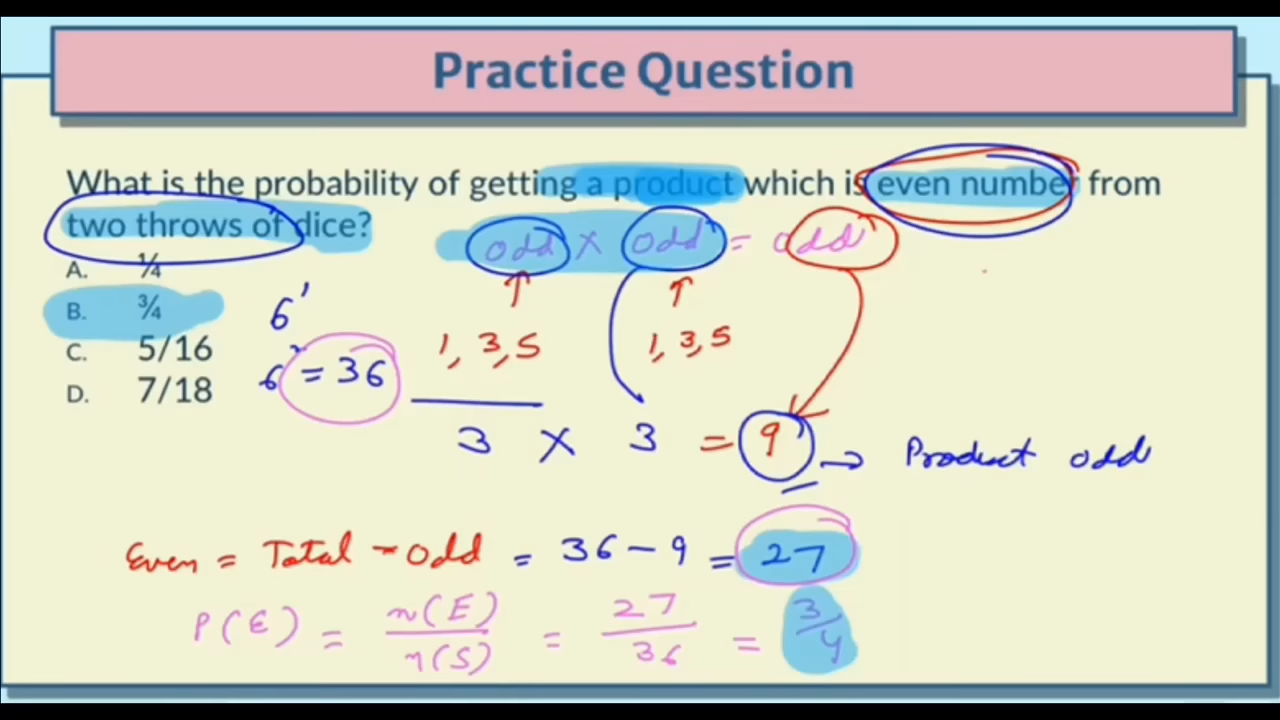 Practice Question
What is the probability of getting a product which is even number from
two throws of dice?
odd × odd = odd
A. ¼
B. ¾
C. 5/16
D. 7/18
6¹
6² = 36
1, 3, 5
1, 3, 5
3 × 3 = 9 → Product odd
Even = Total - Odd = 36 - 9 = 27
P(E) = n(E)/n(S) = 27/36 = 3/4